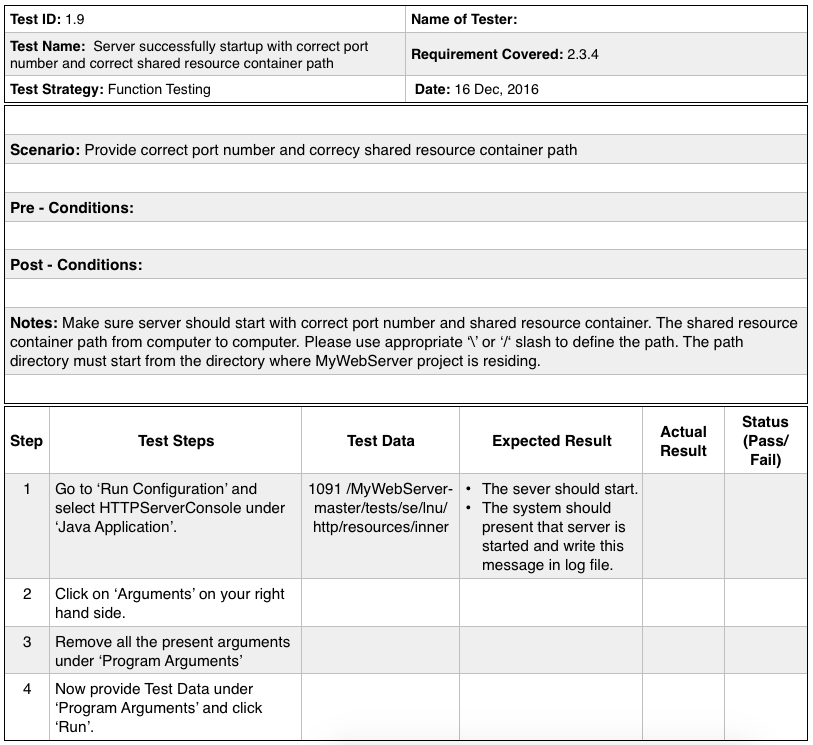 Test ID: 1.9
Name of Tester:
Test Name: Server successfully startup with correct port
number and correct shared resource container path
Requirement Covered: 2.3.4
Test Strategy: Function Testing
Date: 16 Dec, 2016
Scenario: Provide correct port number and correcy shared resource container path
Pre - Conditions:
Post - Conditions:
Notes: Make sure server should start with correct port number and shared resource container. The shared resource
container path from computer to computer. Please use appropriate ‘\’ or ‘/‘ slash to define the path. The path
directory must start from the directory where MyWebServer project is residing.
Step
Test Steps
Test Data
Expected Result
Actual
Result
Status
(Pass/
Fail)
1
Go to ‘Run Configuration’ and
select HTTPServerConsole under
‘Java Application’.
1091 /MyWebServer-
master/tests/se/lnu/
http/resources/inner
• The sever should start.
• The system should
present that server is
started and write this
message in log file.
2
Click on ‘Arguments’ on your right
hand side.
3
Remove all the present arguments
under ‘Program Arguments’
4
Now provide Test Data under
‘Program Arguments’ and click
‘Run’.